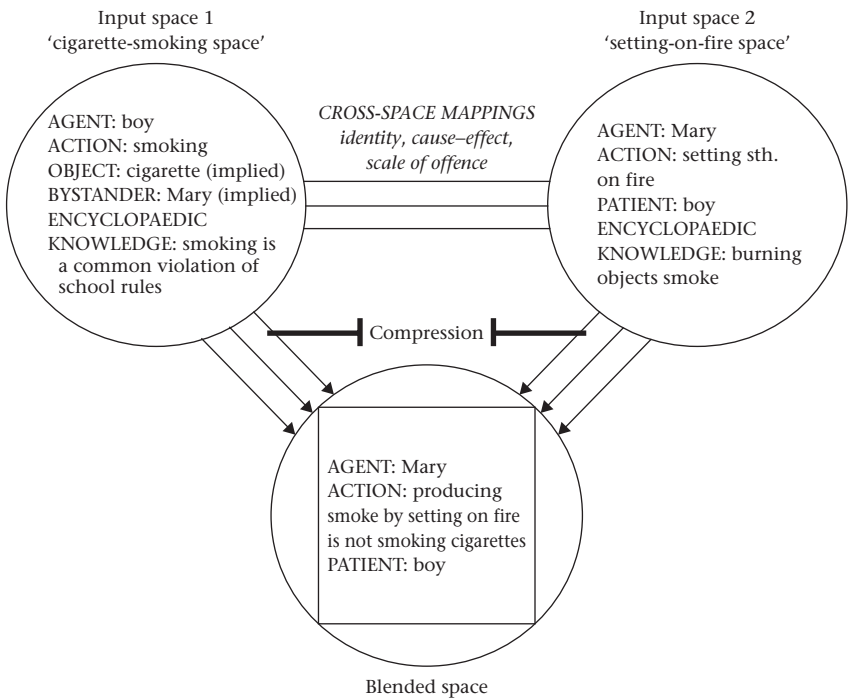 Input space 1
‘cigarette-smoking space’
Input space 2
‘setting-on-fire space’
AGENT: boy
ACTION: smoking
OBJECT: cigarette (implied)
BYSTANDER: Mary (implied)
ENCYCLOPAEDIC
KNOWLEDGE: smoking is
a common violation of
school rules
CROSS-SPACE MAPPINGS
identity, cause–effect,
scale of offence
AGENT: Mary
ACTION: setting sth.
on fire
PATIENT: boy
ENCYCLOPAEDIC
KNOWLEDGE: burning
objects smoke
Compression
AGENT: Mary
ACTION: producing
smoke by setting on fire
is not smoking cigarettes
PATIENT: boy
Blended space